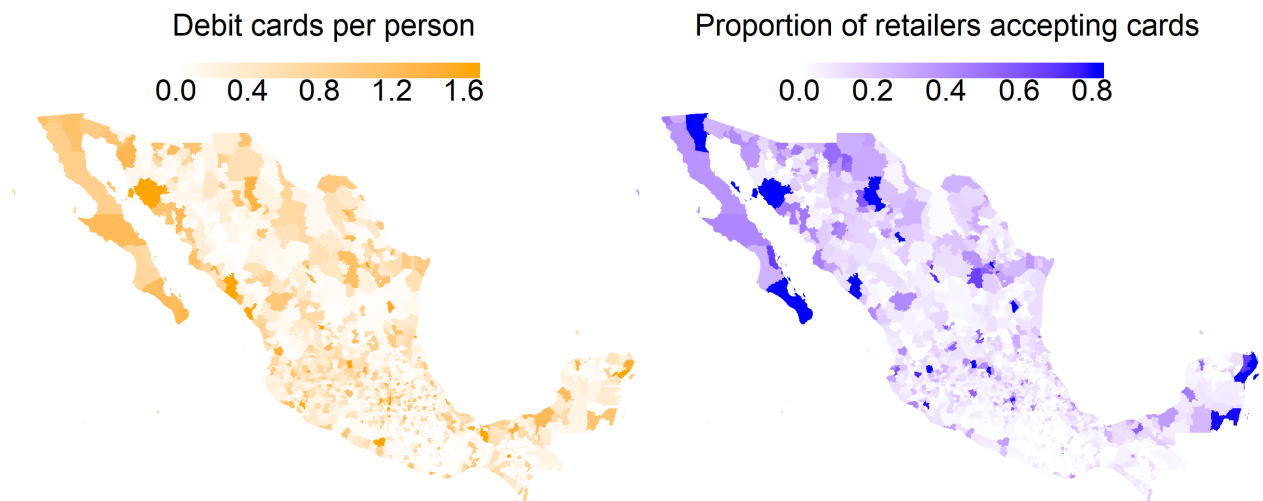 Debit cards per person
0.0 0.4 0.8 1.2 1.6
Proportion of retailers accepting cards
0.0 0.2 0.4 0.6 0.8